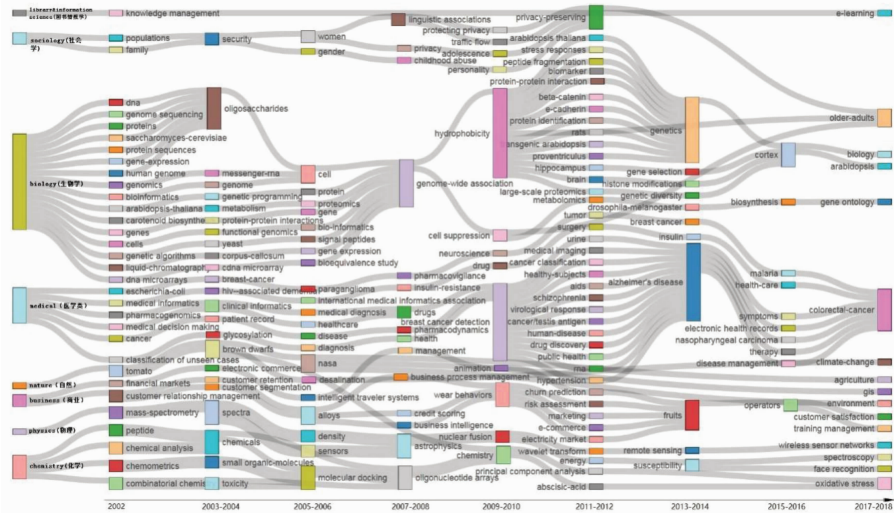 library&information
science(图书情报学)
sociology(社会
学)
biology(生物学)
medical (医学类)
nature (自然)
business (商业)
physics(物理)
chemistry(化学)
knowledge management
populations
family
dna
genome sequencing
proteins
saccharomyces-cerevisiae
protein sequences
gene-expression
human genome
genomics
bioinformatics
arabidopsis-thaliana
carotenoid biosynthe
genes
cells
genetic algorithms
liquid-chromatography
dna microarrays
escherichia-coli
medical informatics
pharmacogenomics
medical decision making
cancer
classification of unseen cases
tomato
financial markets
customer relationship management
mass-spectrometry
peptide
chemical analysis
chemometrics
combinatorial chemis
security
oligosaccharides
messenger-rna
genome
genetic programming
metabolism
protein-protein interactions
functional genomics
yeast
corpus-callosum
cdna microarray
breast-cancer
hiv-associated dementia
clinical informatics
patient record
glycosylation
brown dwarfs
electronic commerce
customer retention
customer segmentation
spectra
chemicals
small organic-molecules
toxicity
women
gender
cell
protein
proteomics
gene
bio-informatics
signal peptides
gene expression
bioequivalence study
paraganglioma
international medical informatics association
medical diagnosis
healthcare
disease
diagnosis
nasa
desalination
intelligent traveler systems
alloys
density
sensors
molecular docking
linguistic associations
privacy
childhood abuse
genome-wide association
pharmacovigilance
insulin-resistance
drugs
breast cancer detection
pharmacodynamics
health
management
business process management
credit scoring
business intelligence
astrophysics
oligonucleotide arrays
protecting privacy
traffic flow
adolescence
personality
hydrophobicity
cell suppression
neuroscience
drug
animation
wear behaviors
nuclear fusion
chemistry
privacy-preserving
arabidopsis thaliana
stress responses
peptide fragmentation
biomarker
protein-protein interaction
beta-catenin
e-cadherin
protein identification
rats
transgenic arabidopsis
proventriculus
hippocampus
brain
large-scale proteomics
metabolomics
tumor
surgery
urine
medical imaging
cancer classification
healthy-subjects
aids
schizophrenia
virological response
cancer/testis antigen
human-disease
drug discovery
public health
rna
hypertension
churn prediction
risk assessment
marketing
e-commerce
electricity market
wavelet transform
energy
principal component analysis
abscisic-acid
genetics
gene selection
histone modifications
genetic diversity
drosophila-melanogaster
breast cancer
insulin
alzheimer's disease
fruits
remote sensing
susceptibility
cortex
biosynthesis
malaria
health-care
symptoms
electronic health records
nasopharyngeal carcinoma
therapy
disease management
operators
e-learning
older-adults
biology
arabidopsis
gene ontology
colorectal-cancer
climate-change
agriculture
gis
environment
customer satisfaction
training management
wireless sensor networks
spectroscopy
face recognition
oxidative stress
2002
2003-2004
2005-2006
2007-2008
2009-2010
2011-2012
2013-2014
2015-2016
2017-2018